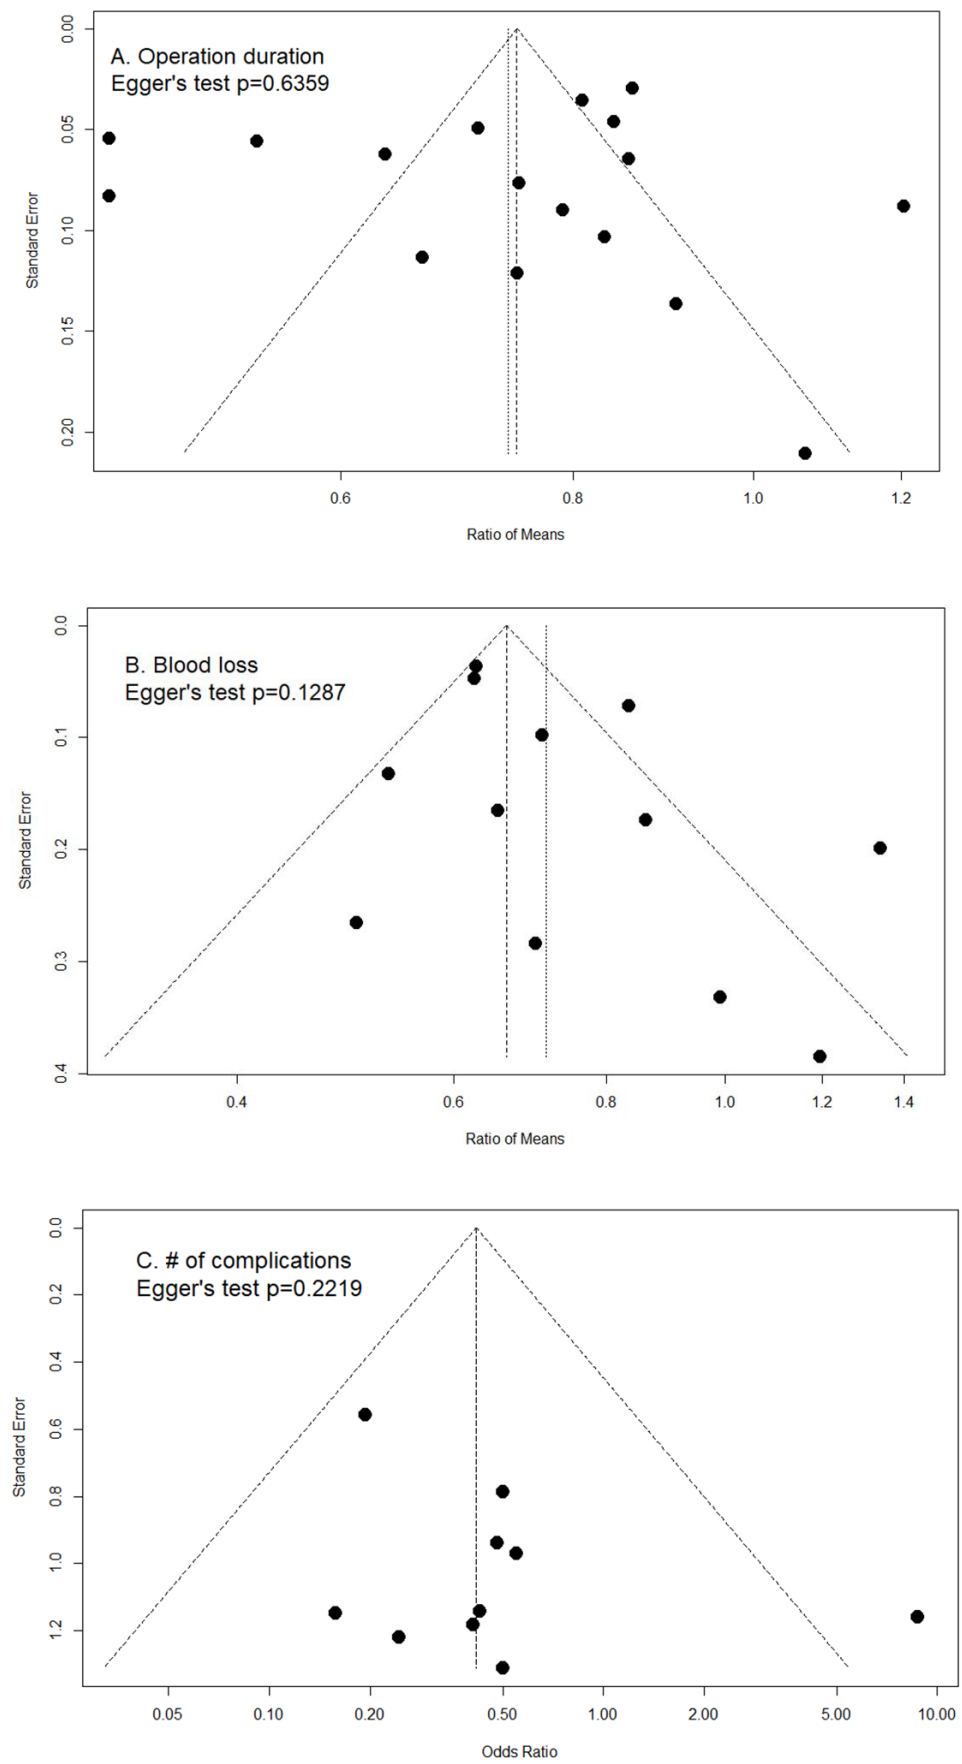 A. Operation duration
Egger's test p=0.6359
0.00
0.05
0.10
0.15
0.20
Standard Error
0.6 0.8 1.0 1.2
Ratio of Means
B. Blood loss
Egger's test p=0.1287
0.0
0.1
0.2
0.3
0.4
Standard Error
0.4 0.6 0.8 1.0 1.2 1.4
Ratio of Means
C. # of complications
Egger's test p=0.2219
0.0
0.2
0.4
0.6
0.8
1.0
1.2
Standard Error
0.05 0.10 0.20 0.50 1.00 2.00 5.00 10.00
Odds Ratio